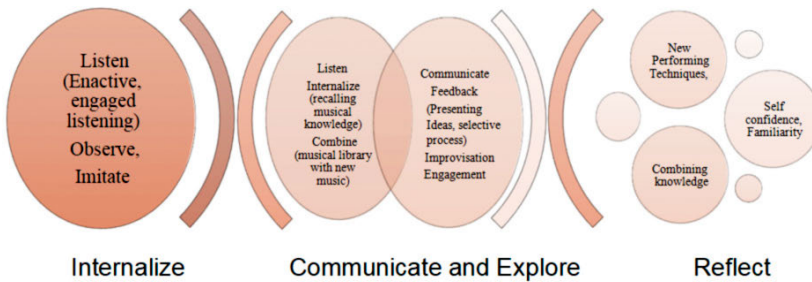 Listen
(Enactive,
engaged
listening)
Observe,
Imitate
Listen
Internalize
(recalling
musical
knowledge)
Combine
(musical library
with new
music)
Communicate
Feedback
(Presenting
Ideas, selective
process)
Improvisation
Engagement
New
Performing
Techniques,
Self
confidence,
Familiarity
Combining
knowledge
Internalize
Communicate and Explore
Reflect